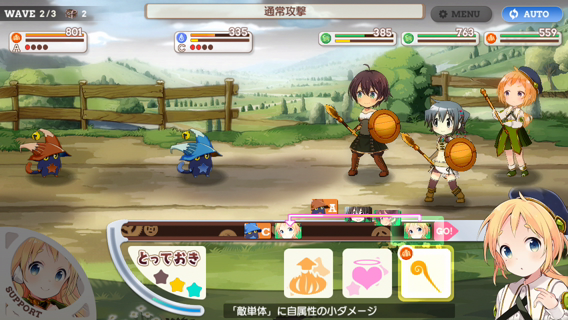 WAVE 2/3 2
通常攻撃
MENU
AUTO
801
A
335
C
385
763
559
A
C
GO!
とっておき
SUPPORT
「敵単体」に自属性の小ダメージ